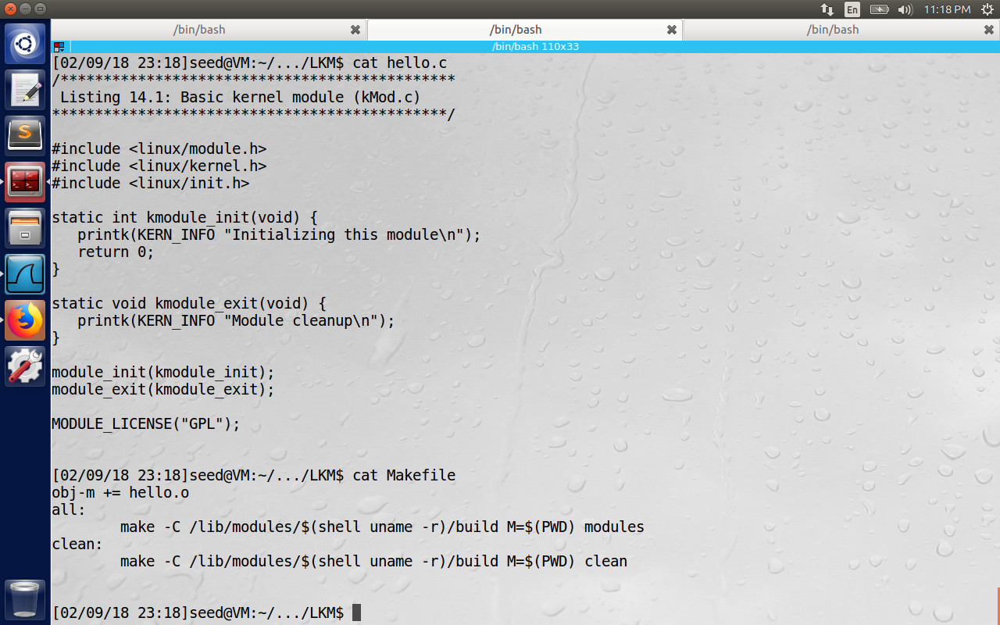 En 11:18 PM
/bin/bash /bin/bash /bin/bash
/bin/bash 110x33
[02/09/18 23:18]seed@VM:~/.../LKM$ cat hello.c
/**********************************************
 Listing 14.1: Basic kernel module (kMod.c)
**********************************************/
#include <linux/module.h>
#include <linux/kernel.h>
#include <linux/init.h>
static int kmodule_init(void) {
   printk(KERN_INFO "Initializing this module\n");
   return 0;
}
static void kmodule_exit(void) {
   printk(KERN_INFO "Module cleanup\n");
}
module_init(kmodule_init);
module_exit(kmodule_exit);
MODULE_LICENSE("GPL");
[02/09/18 23:18]seed@VM:~/.../LKM$ cat Makefile
obj-m += hello.o
all:
        make -C /lib/modules/$(shell uname -r)/build M=$(PWD) modules
clean:
        make -C /lib/modules/$(shell uname -r)/build M=$(PWD) clean
[02/09/18 23:18]seed@VM:~/.../LKM$